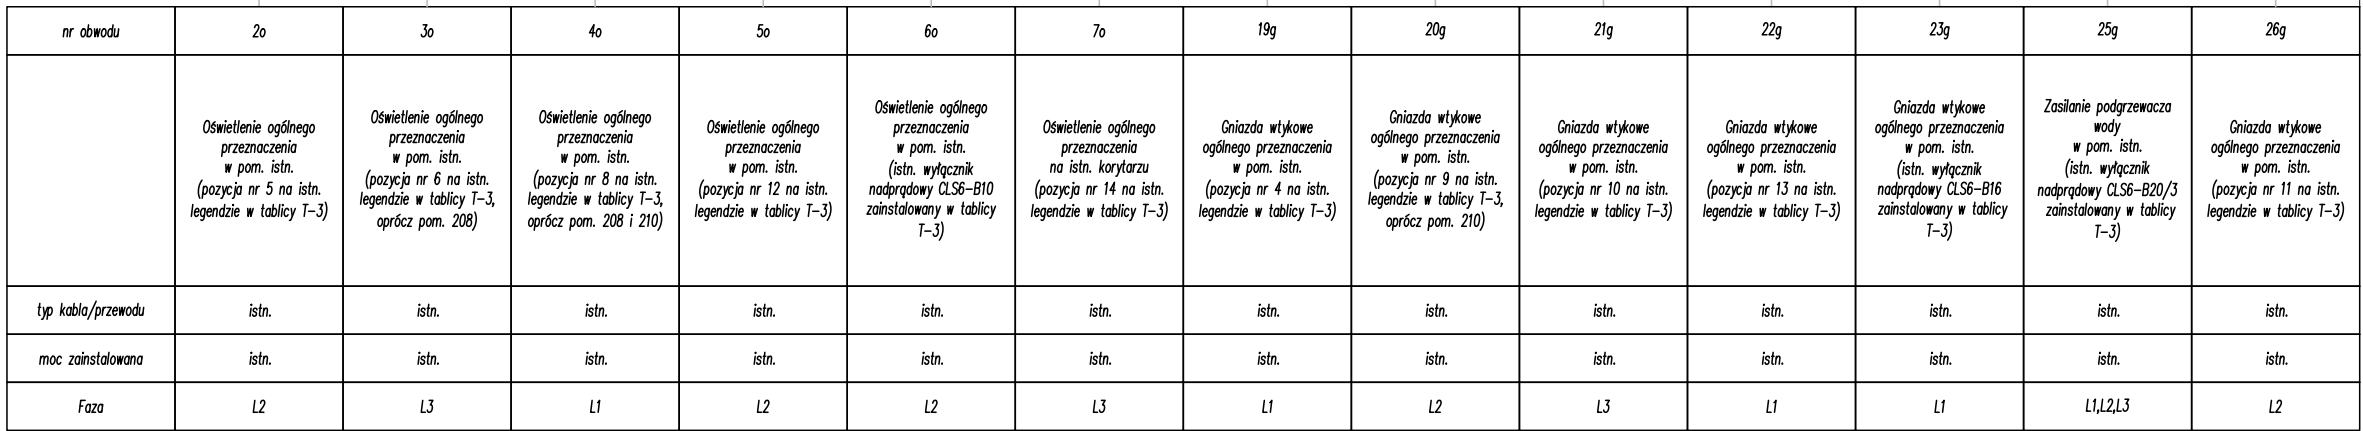 nr obwodu 2o 3o 4o 5o 6o 7o 19g 20g 21g 22g 23g 25g 26g
Oświetlenie ogólnego
przeznaczenia
w pom. istn.
(pozycja nr 5 na istn.
legendzie w tablicy T-3)
Oświetlenie ogólnego
przeznaczenia
w pom. istn.
(pozycja nr 6 na istn.
legendzie w tablicy T-3,
oprócz pom. 208)
Oświetlenie ogólnego
przeznaczenia
w pom. istn.
(pozycja nr 8 na istn.
legendzie w tablicy T-3,
oprócz pom. 208 i 210)
Oświetlenie ogólnego
przeznaczenia
w pom. istn.
(pozycja nr 12 na istn.
legendzie w tablicy T-3)
Oświetlenie ogólnego
przeznaczenia
w pom. istn.
(istn. wyłącznik
nadprądowy CLS6-B10
zainstalowany w tablicy
T-3)
Oświetlenie ogólnego
przeznaczenia
na istn. korytarzu
(pozycja nr 14 na istn.
legendzie w tablicy T-3)
Gniazda wtykowe
ogólnego przeznaczenia
w pom. istn.
(pozycja nr 4 na istn.
legendzie w tablicy T-3)
Gniazda wtykowe
ogólnego przeznaczenia
w pom. istn.
(pozycja nr 9 na istn.
legendzie w tablicy T-3,
oprócz pom. 210)
Gniazda wtykowe
ogólnego przeznaczenia
w pom. istn.
(pozycja nr 10 na istn.
legendzie w tablicy T-3)
Gniazda wtykowe
ogólnego przeznaczenia
w pom. istn.
(pozycja nr 13 na istn.
legendzie w tablicy T-3)
Gniazda wtykowe
ogólnego przeznaczenia
w pom. istn.
(istn. wyłącznik
nadprądowy CLS6-B16
zainstalowany w tablicy
T-3)
Zasilanie podgrzewacza
wody
w pom. istn.
(istn. wyłącznik
nadprądowy CLS6-B20/3
zainstalowany w tablicy
T-3)
Gniazda wtykowe
ogólnego przeznaczenia
w pom. istn.
(pozycja nr 11 na istn.
legendzie w tablicy T-3)
typ kabla/przewodu istn. istn. istn. istn. istn. istn. istn. istn. istn. istn. istn. istn. istn.
moc zainstalowana istn. istn. istn. istn. istn. istn. istn. istn. istn. istn. istn. istn. istn.
Faza L2 L3 L1 L2 L2 L3 L1 L2 L3 L1 L1 L1,L2,L3 L2